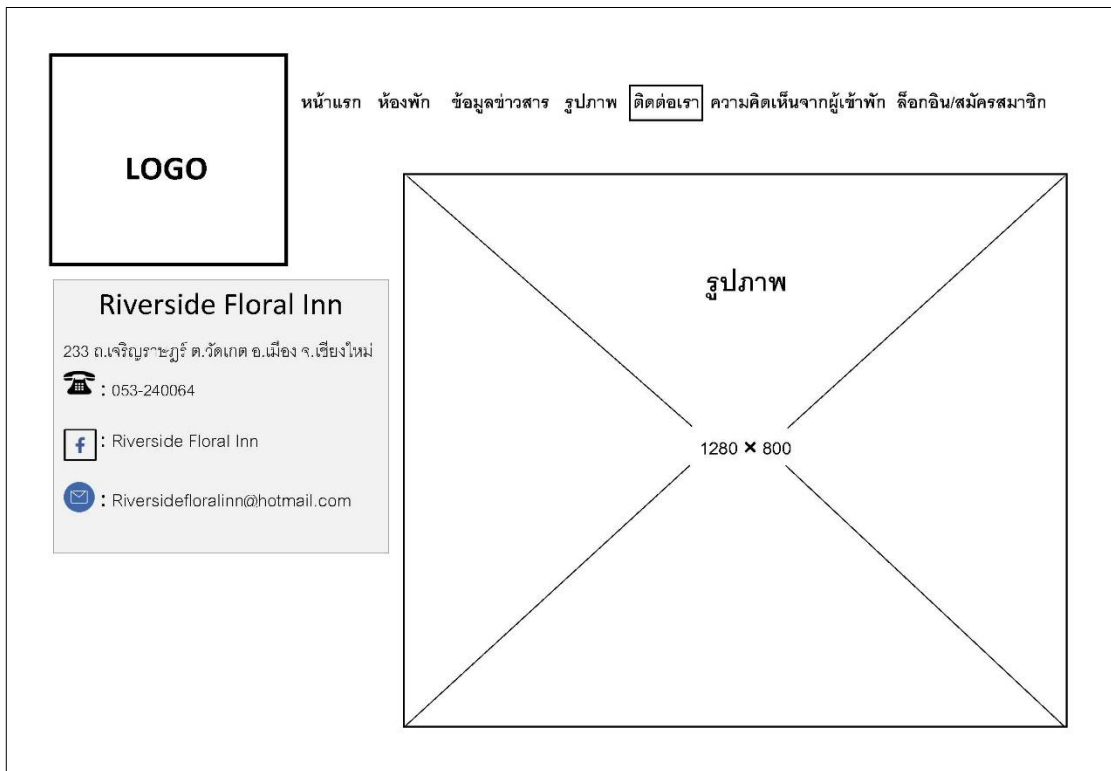 หน้าแรก ห้องพัก ข้อมูลข่าวสาร รูปภาพ ติดต่อเรา ความคิดเห็นจากผู้เข้าพัก ล็อกอิน/สมัครสมาชิก
LOGO
Riverside Floral Inn
233 ถ.เจริญราษฎร์ ต.วัดเกต อ.เมือง จ.เชียงใหม่
: 053-240064
: Riverside Floral Inn
: Riversidefloralinn@hotmail.com
รูปภาพ
1280 × 800